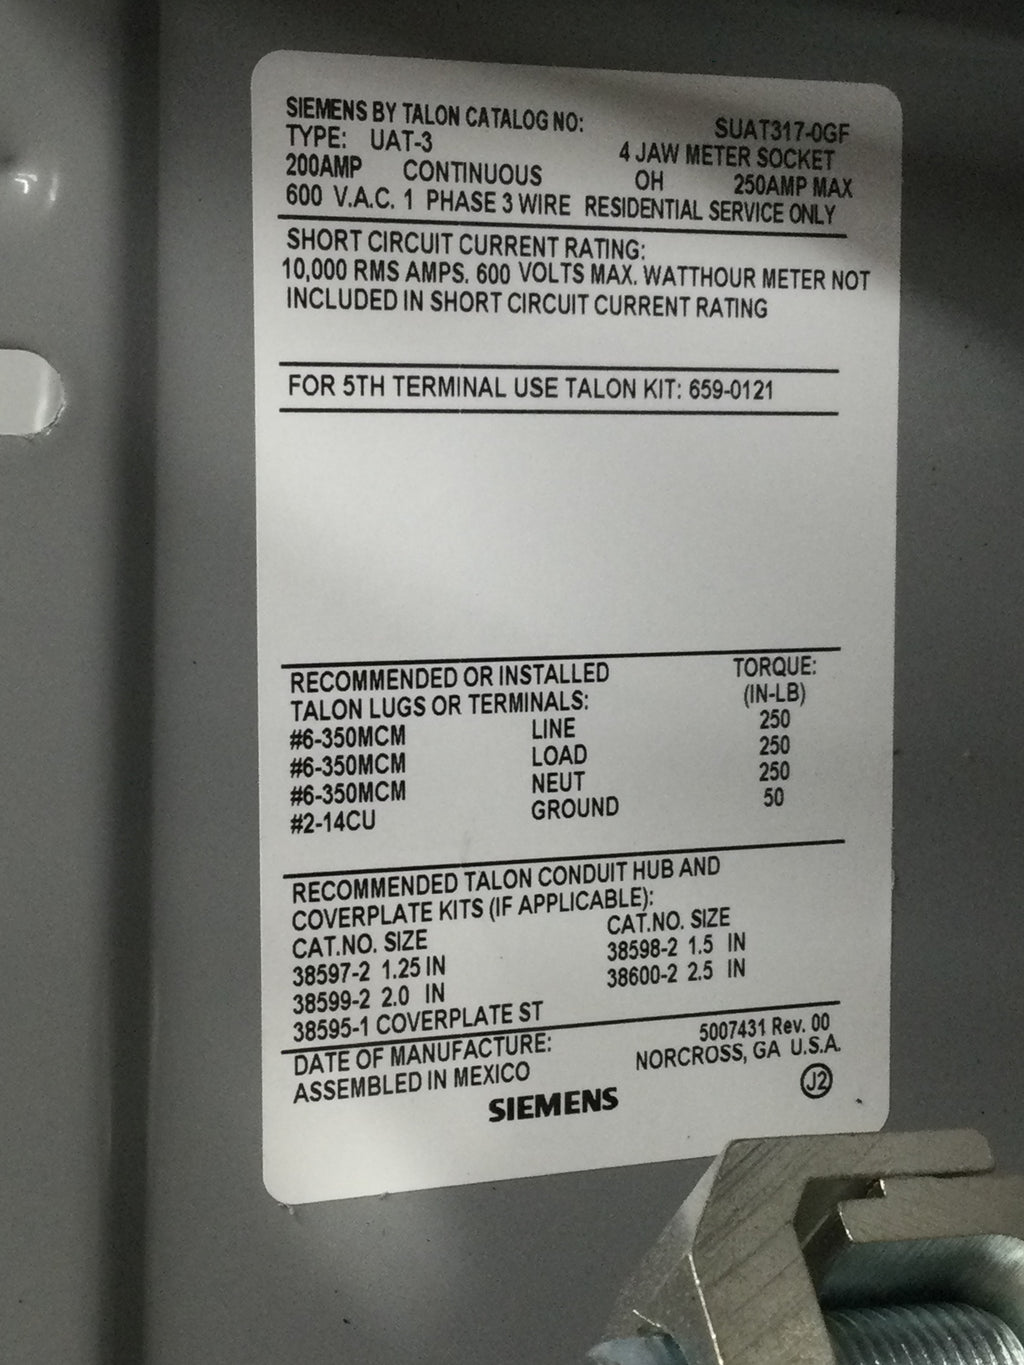 SIEMENS BY TALON CATALOG NO: SUAT317-0GF
TYPE: UAT-3 4 JAW METER SOCKET
200AMP CONTINUOUS OH 250AMP MAX
600 V.A.C. 1 PHASE 3 WIRE RESIDENTIAL SERVICE ONLY
SHORT CIRCUIT CURRENT RATING:
10,000 RMS AMPS. 600 VOLTS MAX. WATTHOUR METER NOT
INCLUDED IN SHORT CIRCUIT CURRENT RATING
FOR 5TH TERMINAL USE TALON KIT: 659-0121
RECOMMENDED OR INSTALLED TORQUE:
TALON LUGS OR TERMINALS: (IN-LB)
#6-350MCM LINE 250
#6-350MCM LOAD 250
#6-350MCM NEUT 250
#2-14CU GROUND 50
RECOMMENDED TALON CONDUIT HUB AND
COVERPLATE KITS (IF APPLICABLE):
CAT.NO. SIZE CAT.NO. SIZE
38597-2 1.25 IN 38598-2 1.5 IN
38599-2 2.0 IN 38600-2 2.5 IN
38595-1 COVERPLATE ST
DATE OF MANUFACTURE: 5007431 Rev. 00
ASSEMBLED IN MEXICO NORCROSS, GA U.S.A.
SIEMENS J2